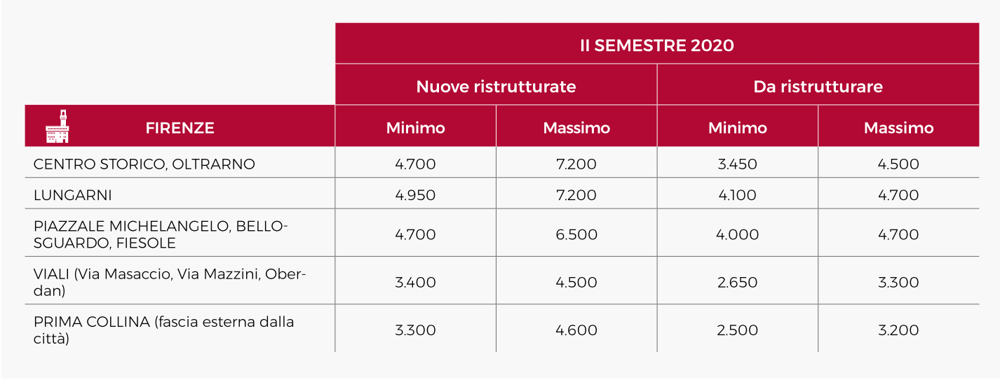 II SEMESTRE 2020
Nuove ristrutturate Da ristrutturare
FIRENZE Minimo Massimo Minimo Massimo
CENTRO STORICO, OLTRARNO 4.700 7.200 3.450 4.500
LUNGARNI 4.950 7.200 4.100 4.700
PIAZZALE MICHELANGELO, BELLO-
SGUARDO, FIESOLE 4.700 6.500 4.000 4.700
VIALI (Via Masaccio, Via Mazzini, Ober-
dan) 3.400 4.500 2.650 3.300
PRIMA COLLINA (fascia esterna dalla
città) 3.300 4.600 2.500 3.200